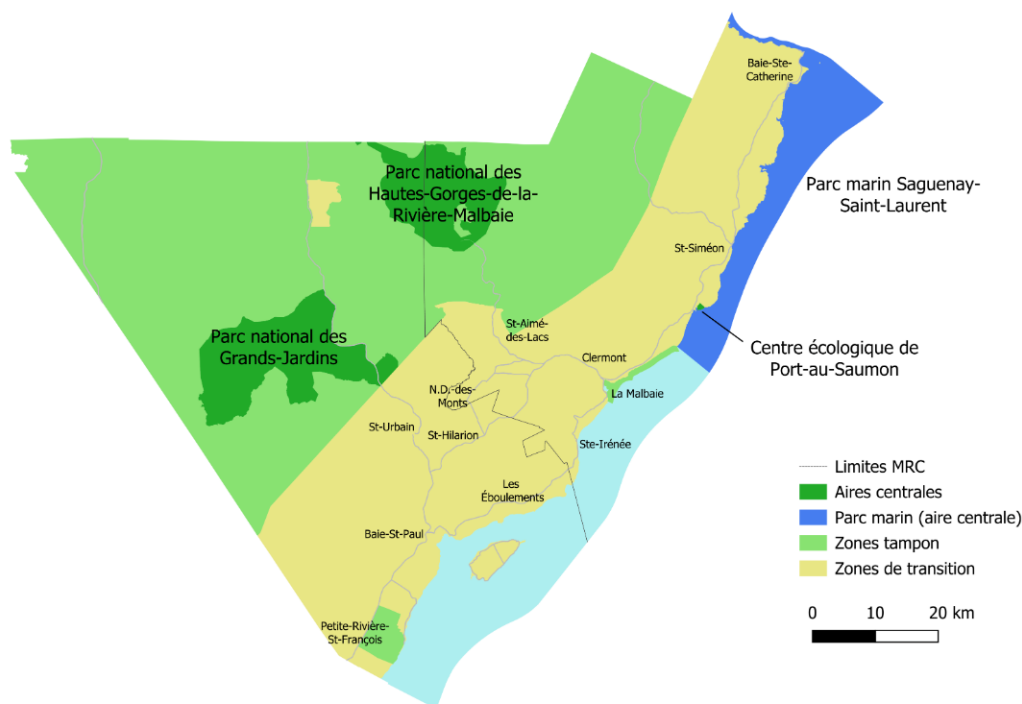 Baie-Ste-
Catherine
Parc national des
Hautes-Gorges-de-la-
Rivière-Malbaie
Parc marin Saguenay-
Saint-Laurent
St-Siméon
St-Aimé-
des-Lacs
Parc national des
Grands-Jardins
Centre écologique de
Port-au-Saumon
Clermont
N.D.-des-
Monts
La Malbaie
St-Urbain
St-Hilarion
Ste-Irénée
Les
Éboulements
Baie-St-Paul
Petite-Rivière-
St-François
Limites MRC
Aires centrales
Parc marin (aire centrale)
Zones tampon
Zones de transition
0 10 20 km